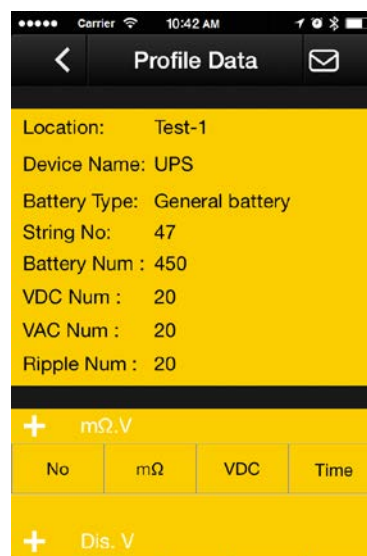 Carrier 10:42 AM
Profile Data
Location: Test-1
Device Name: UPS
Battery Type: General battery
String No: 47
Battery Num : 450
VDC Num : 20
VAC Num : 20
Ripple Num : 20
+ mΩ.V
No mΩ VDC Time
+ Dis. V